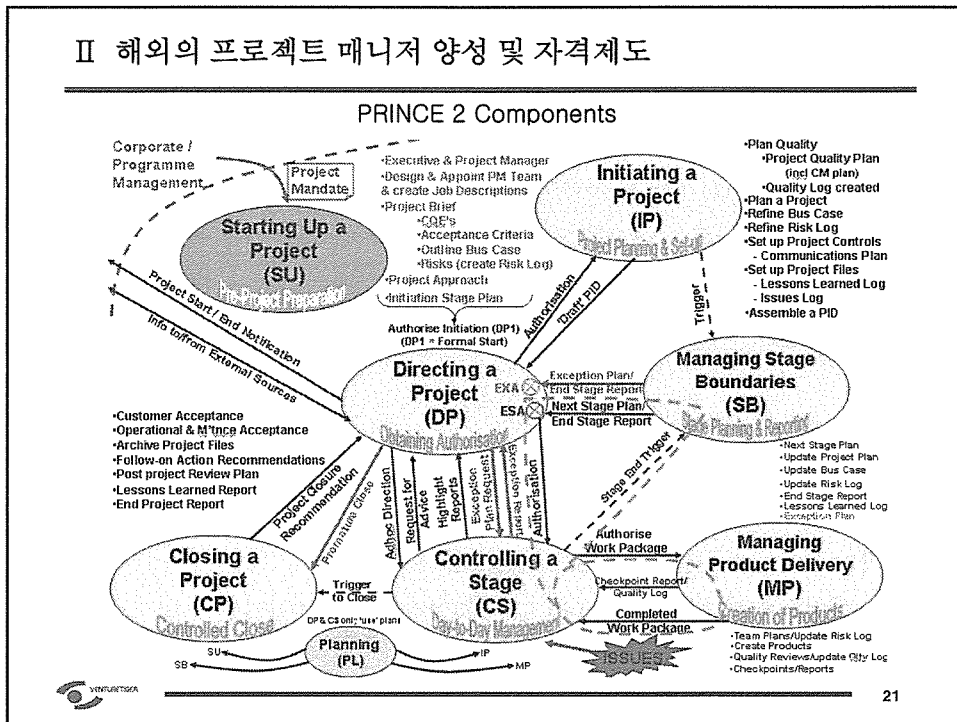 Ⅱ 해외의 프로젝트 매니저 양성 및 자격제도
PRINCE 2 Components
Corporate /
Programme
Management
Project
Mandate
Starting Up a
Project
(SU)
Pre-Project Preparation
•Executive & Project Manager
•Design & Appoint PM Team
& create Job Descriptions
•Project Brief
•CQE's
•Acceptance Criteria
•Outline Bus Case
•Risks (create Risk Log)
•Project Approach
•Initiation Stage Plan
Initiating a
Project
(IP)
Project Planning & Set-up
•Plan Quality
•Project Quality Plan
(incl CM plan)
•Quality Log created
•Plan a Project
•Refine Bus Case
•Refine Risk Log
•Set up Project Controls
- Communications Plan
•Set up Project Files
- Lessons Learned Log
- Issues Log
•Assemble a PID
Project Start / End Notification
Info to/from External Sources
Authorise Initiation (DP1)
(DP1 = Formal Start)
Authorisation
'Draft' PID
Trigger
Directing a
Project
(DP)
Obtaining Authorisation
EXA
ESA
Exception Plan/
End Stage Report
Next Stage Plan/
End Stage Report
Managing Stage
Boundaries
(SB)
Stage Planning & Reporting
•Next Stage Plan
•Update Project Plan
•Update Bus Case
•Update Risk Log
•End Stage Report
•Lessons Learned Log
•Exception Plan
•Customer Acceptance
•Operational & M'tnce Acceptance
•Archive Project Files
•Follow-on Action Recommendations
•Post project Review Plan
•Lessons Learned Report
•End Project Report
Project Closure
Recommendation
Premature Close
Adhoc Direction
Request for
Advice
Highlight
Reports
Exception
Plan Request
Exception Report
Authorisation
Stage End Trigger
Closing a
Project
(CP)
Controlled Close
Trigger
to Close
Controlling a
Stage
(CS)
Day-to-Day Management
Authorise
Work Package
Checkpoint Report/
Quality Log
Completed
Work Package
Managing
Product Delivery
(MP)
Creation of Products
•Team Plans/Update Risk Log
•Create Products
•Quality Reviews/update Qlty Log
•Checkpoints/Reports
ISSUES
DP & CS only 'use' plans
Planning
(PL)
SU
SB
IP
MP
21